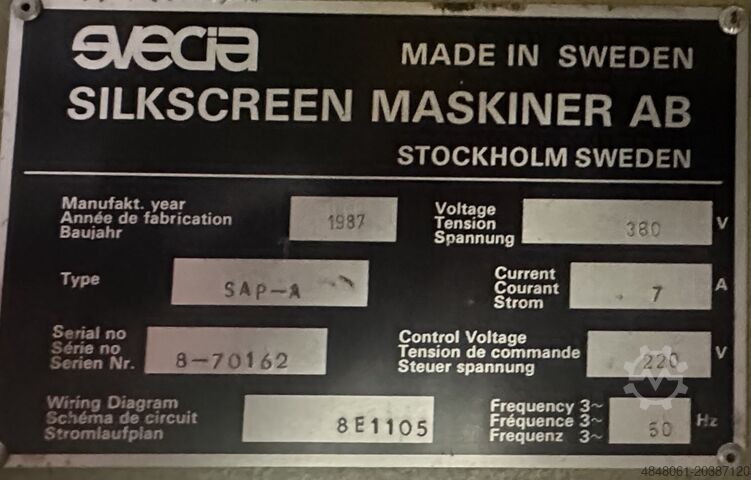 svecia MADE IN SWEDEN
SILKSCREEN MASKINER AB
STOCKHOLM SWEDEN
Manufakt. year
Année de fabrication
Baujahr
1987
Voltage
Tension
Spannung
380 V
Type
SAP-A
Current
Courant
Strom
7 A
Serial no
Série no
Serien Nr.
8-70162
Control Voltage
Tension de commande
Steuer spannung
220 V
Wiring Diagram
Schéma de circuit
Stromlaufplan
8E1105
Frequency 3~
Fréquence 3~
Frequenz 3~
50 Hz
4848061-20387120